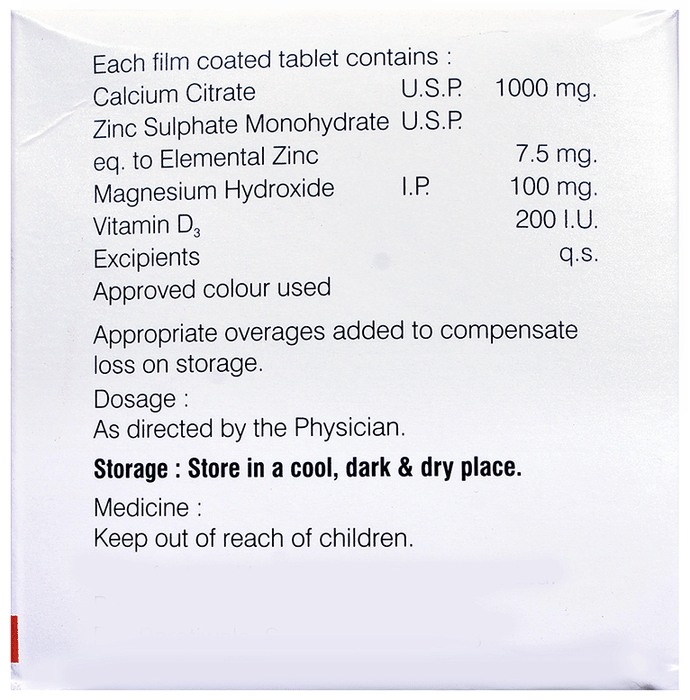 Each film coated tablet contains :
Calcium Citrate U.S.P. 1000 mg.
Zinc Sulphate Monohydrate U.S.P.
eq. to Elemental Zinc 7.5 mg.
Magnesium Hydroxide I.P. 100 mg.
Vitamin D₃ 200 I.U.
Excipients q.s.
Approved colour used
Appropriate overages added to compensate
loss on storage.
Dosage :
As directed by the Physician.
Storage : Store in a cool, dark & dry place.
Medicine :
Keep out of reach of children.